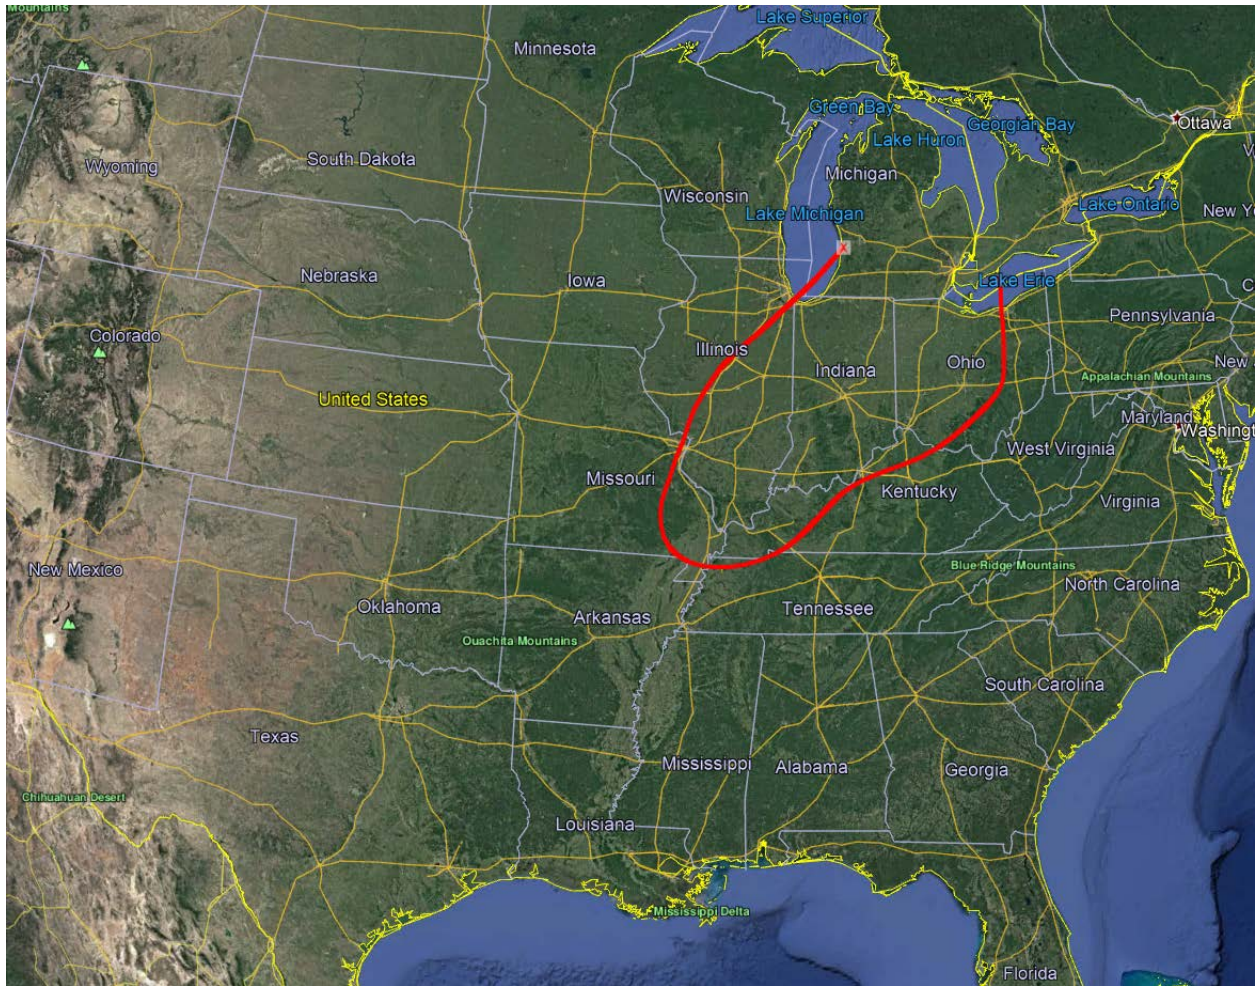 Mountains
Lake Superior
Minnesota
Green Bay
Georgian Bay
Ottawa
Lake Huron
Wyoming
South Dakota
Wisconsin
Michigan
Lake Michigan
Lake Ontario
New Yo
X
Nebraska
Iowa
Lake Erie
Pennsylvania
Colorado
Illinois
Indiana
Ohio
Appalachian Mountains
New
United States
Maryland
Washingt
West Virginia
Missouri
Kentucky
Virginia
New Mexico
Blue Ridge Mountains
North Carolina
Oklahoma
Arkansas
Tennessee
Ouachita Mountains
South Carolina
Texas
Mississippi
Alabama
Georgia
Chihuahuan Desert
Louisiana
Mississippi Delta
Florida